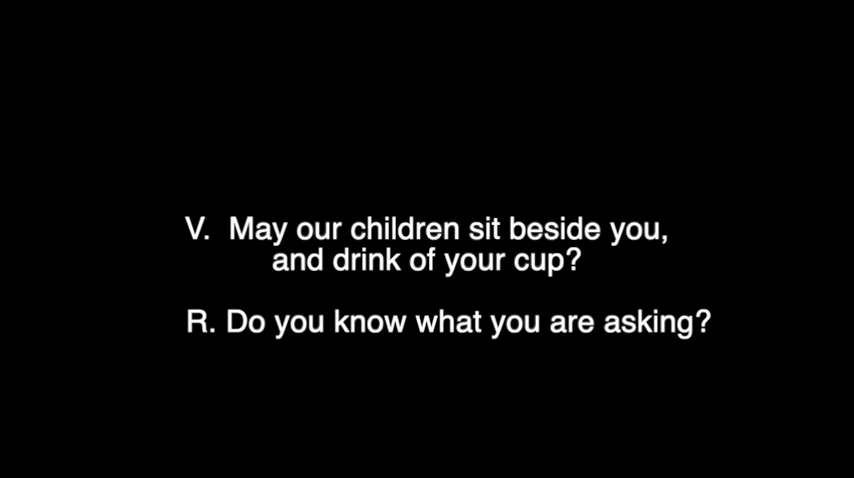 V. May our children sit beside you,
and drink of your cup?
R. Do you know what you are asking?